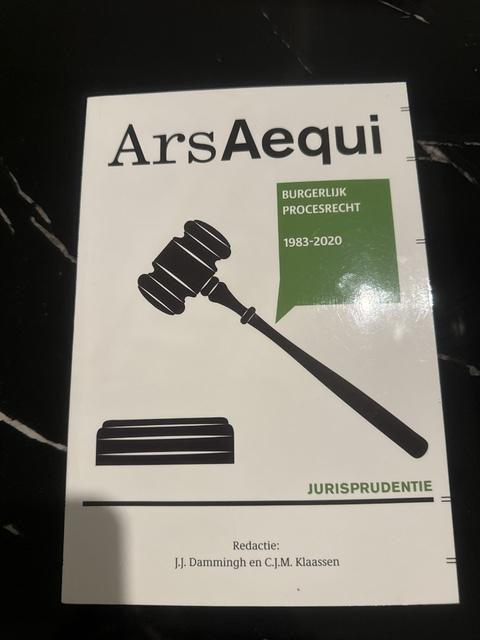 ArsAequi
BURGERLIJK
PROCESRECHT
1983-2020
JURISPRUDENTIE
Redactie:
J.J. Dammingh en C.J.M. Klaassen